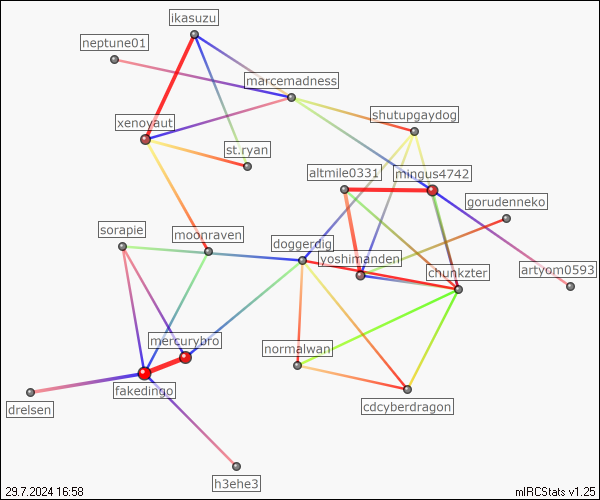 ikasuzu
neptune01
marcemadness
shutupgaydog
xenoyaut
st.ryan
altmile0331
mingus4742
gorudenneko
sorapie
moonraven
doggerdig
yoshimanden
chunkzter
artyom0593
mercurybro
normalwan
fakedingo
drelsen
cdcyberdragon
h3ehe3
29.7.2024 16:58
mIRCStats v1.25